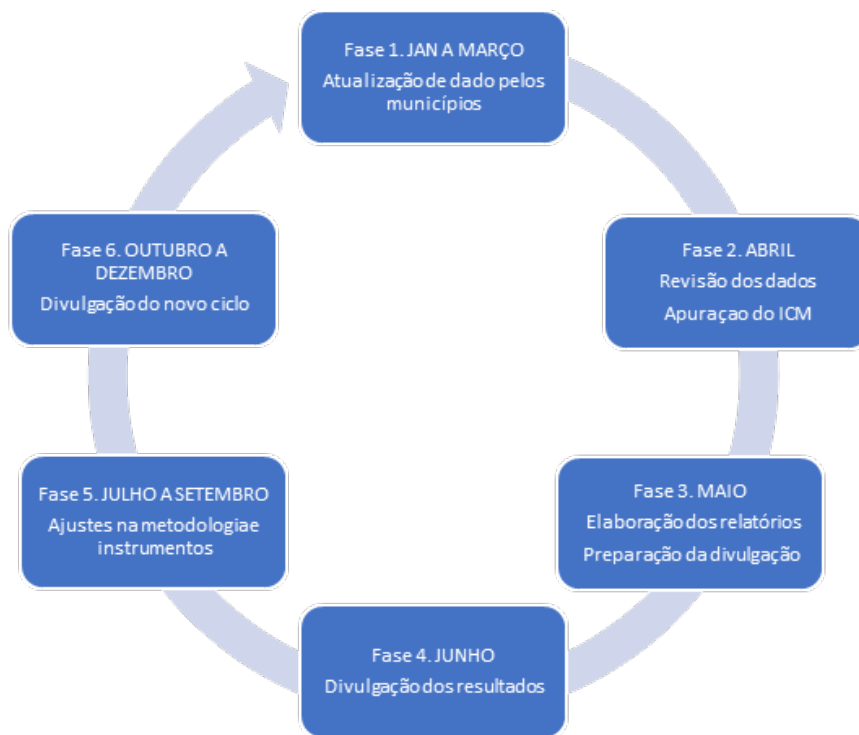 Fase 1. JAN A MARÇO
Atualização de dado pelos
municípios
Fase 2. ABRIL
Revisão dos dados
Apuraçao do ICM
Fase 3. MAIO
Elaboração dos relatórios
Preparação da divulgação
Fase 4. JUNHO
Divulgação dos resultados
Fase 5. JULHO A SETEMBRO
Ajustes na metodologiae
instrumentos
Fase 6. OUTUBRO A
DEZEMBRO
Divulgação do novo ciclo